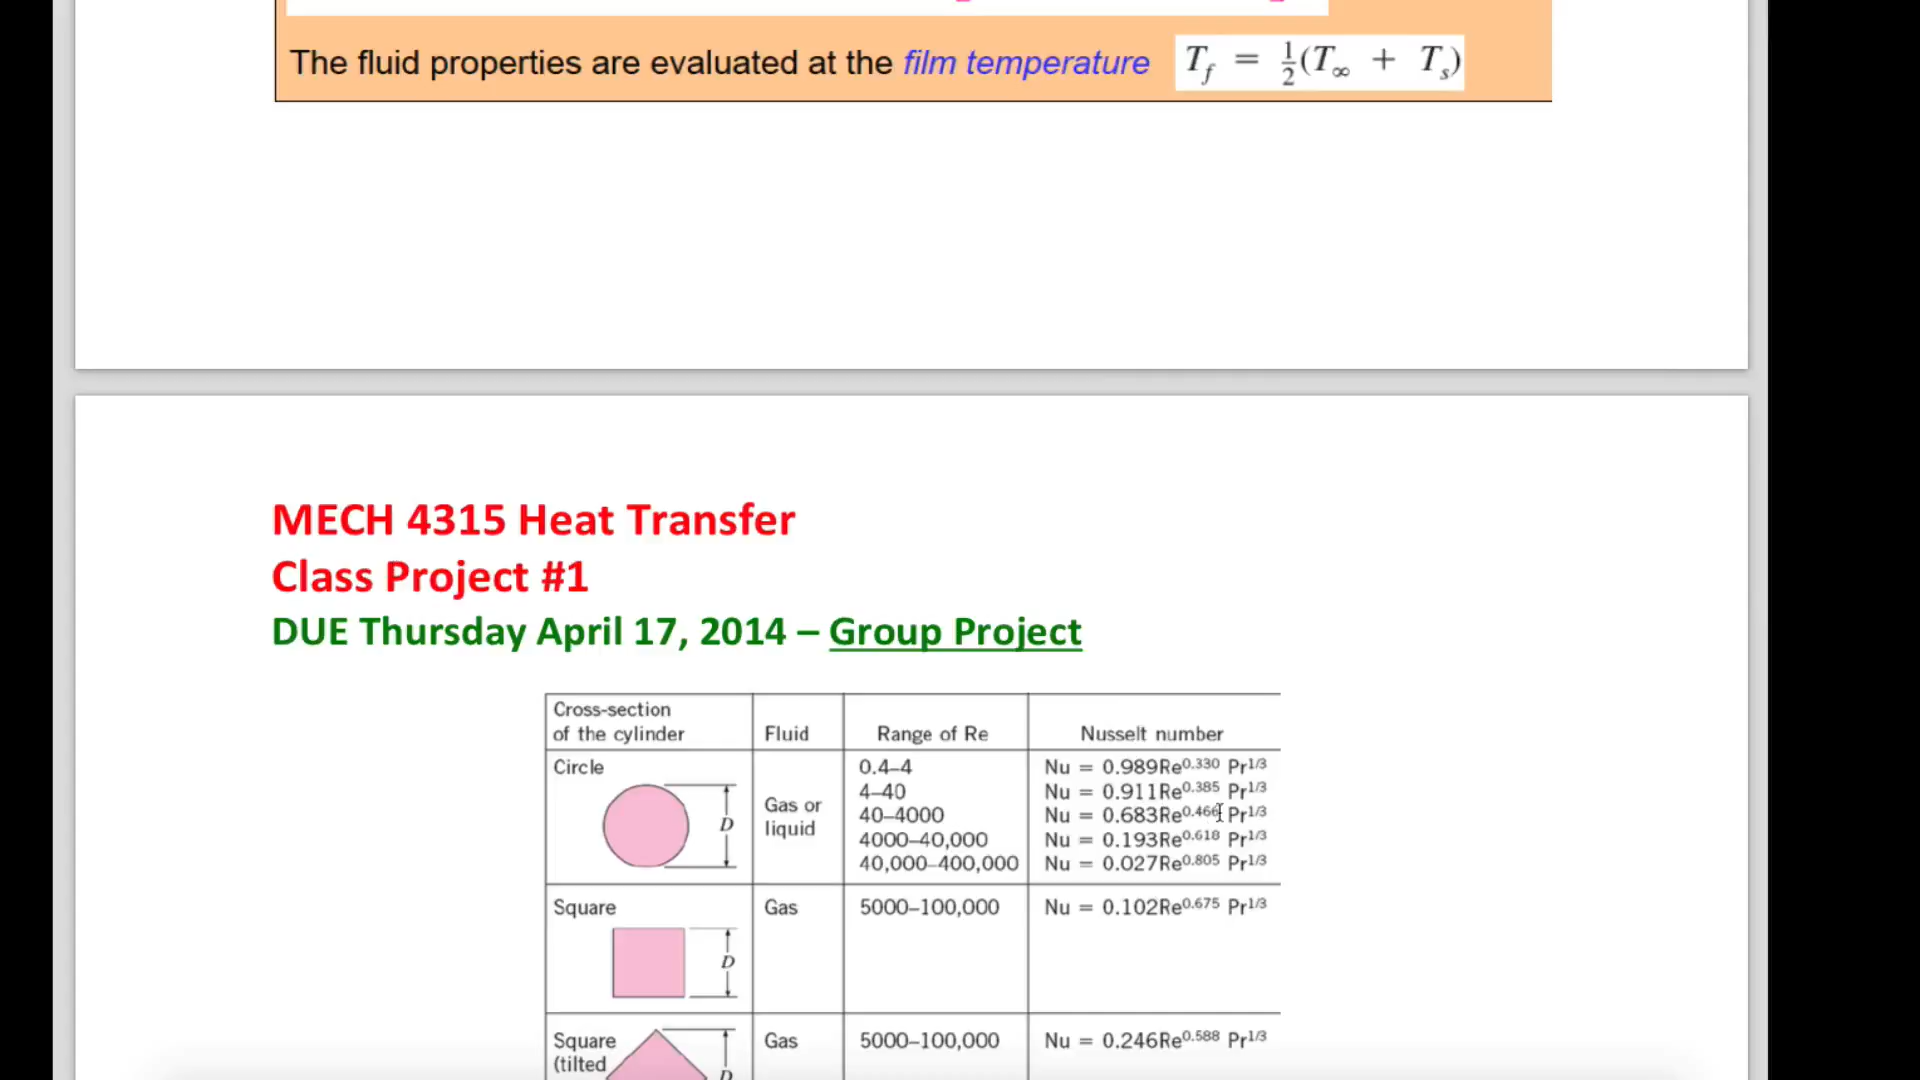 The fluid properties are evaluated at the film temperature T_f = ½(T_∞ + T_s)
MECH 4315 Heat Transfer
Class Project #1
DUE Thursday April 17, 2014 – Group Project
Cross-section
of the cylinder
Fluid
Range of Re
Nusselt number
Circle
D
Gas or
liquid
0.4–4
4–40
40–4000
4000–40,000
40,000–400,000
Nu = 0.989Re^0.330 Pr^1/3
Nu = 0.911Re^0.385 Pr^1/3
Nu = 0.683Re^0.466 Pr^1/3
Nu = 0.193Re^0.618 Pr^1/3
Nu = 0.027Re^0.805 Pr^1/3
Square
D
Gas
5000–100,000
Nu = 0.102Re^0.675 Pr^1/3
Square
(tilted
D
Gas
5000–100,000
Nu = 0.246Re^0.588 Pr^1/3